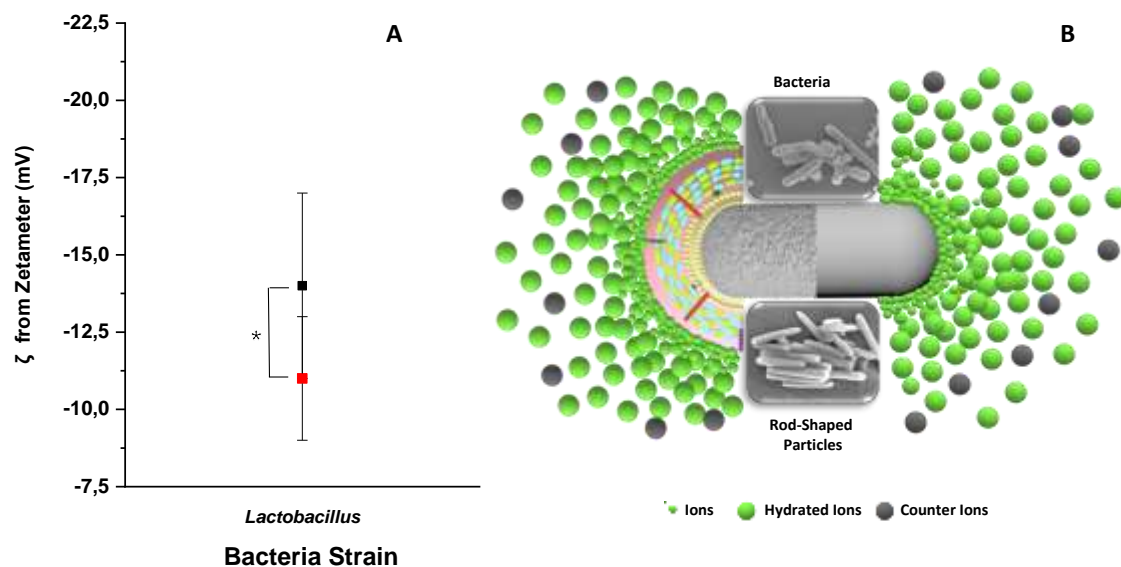 A
ζ from Zetameter (mV)
-22,5
-20,0
-17,5
-15,0
-12,5
-10,0
-7,5
*
Lactobacillus
Bacteria Strain
B
Bacteria
Rod-Shaped
Particles
Ions
Hydrated Ions
Counter Ions